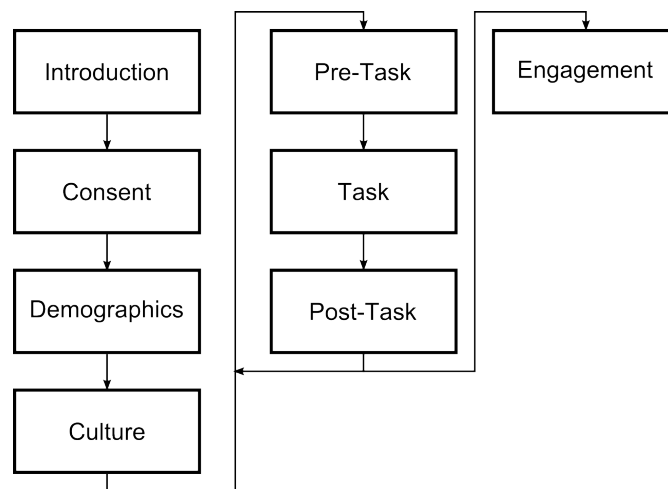 Introduction
Consent
Demographics
Culture
Pre-Task
Task
Post-Task
Engagement